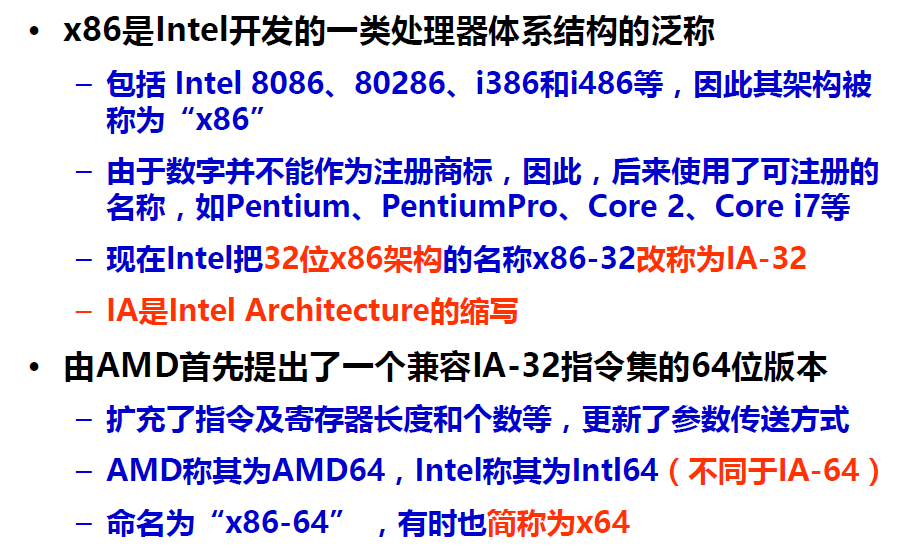 • x86是Intel开发的一类处理器体系结构的泛称
– 包括 Intel 8086、80286、i386和i486等，因此其架构被
称为“x86”
– 由于数字并不能作为注册商标，因此，后来使用了可注册的
名称，如Pentium、PentiumPro、Core 2、Core i7等
– 现在Intel把32位x86架构的名称x86-32改称为IA-32
– IA是Intel Architecture的缩写
• 由AMD首先提出了一个兼容IA-32指令集的64位版本
– 扩充了指令及寄存器长度和个数等，更新了参数传送方式
– AMD称其为AMD64，Intel称其为Intl64（不同于IA-64）
– 命名为“x86-64” ，有时也简称为x64